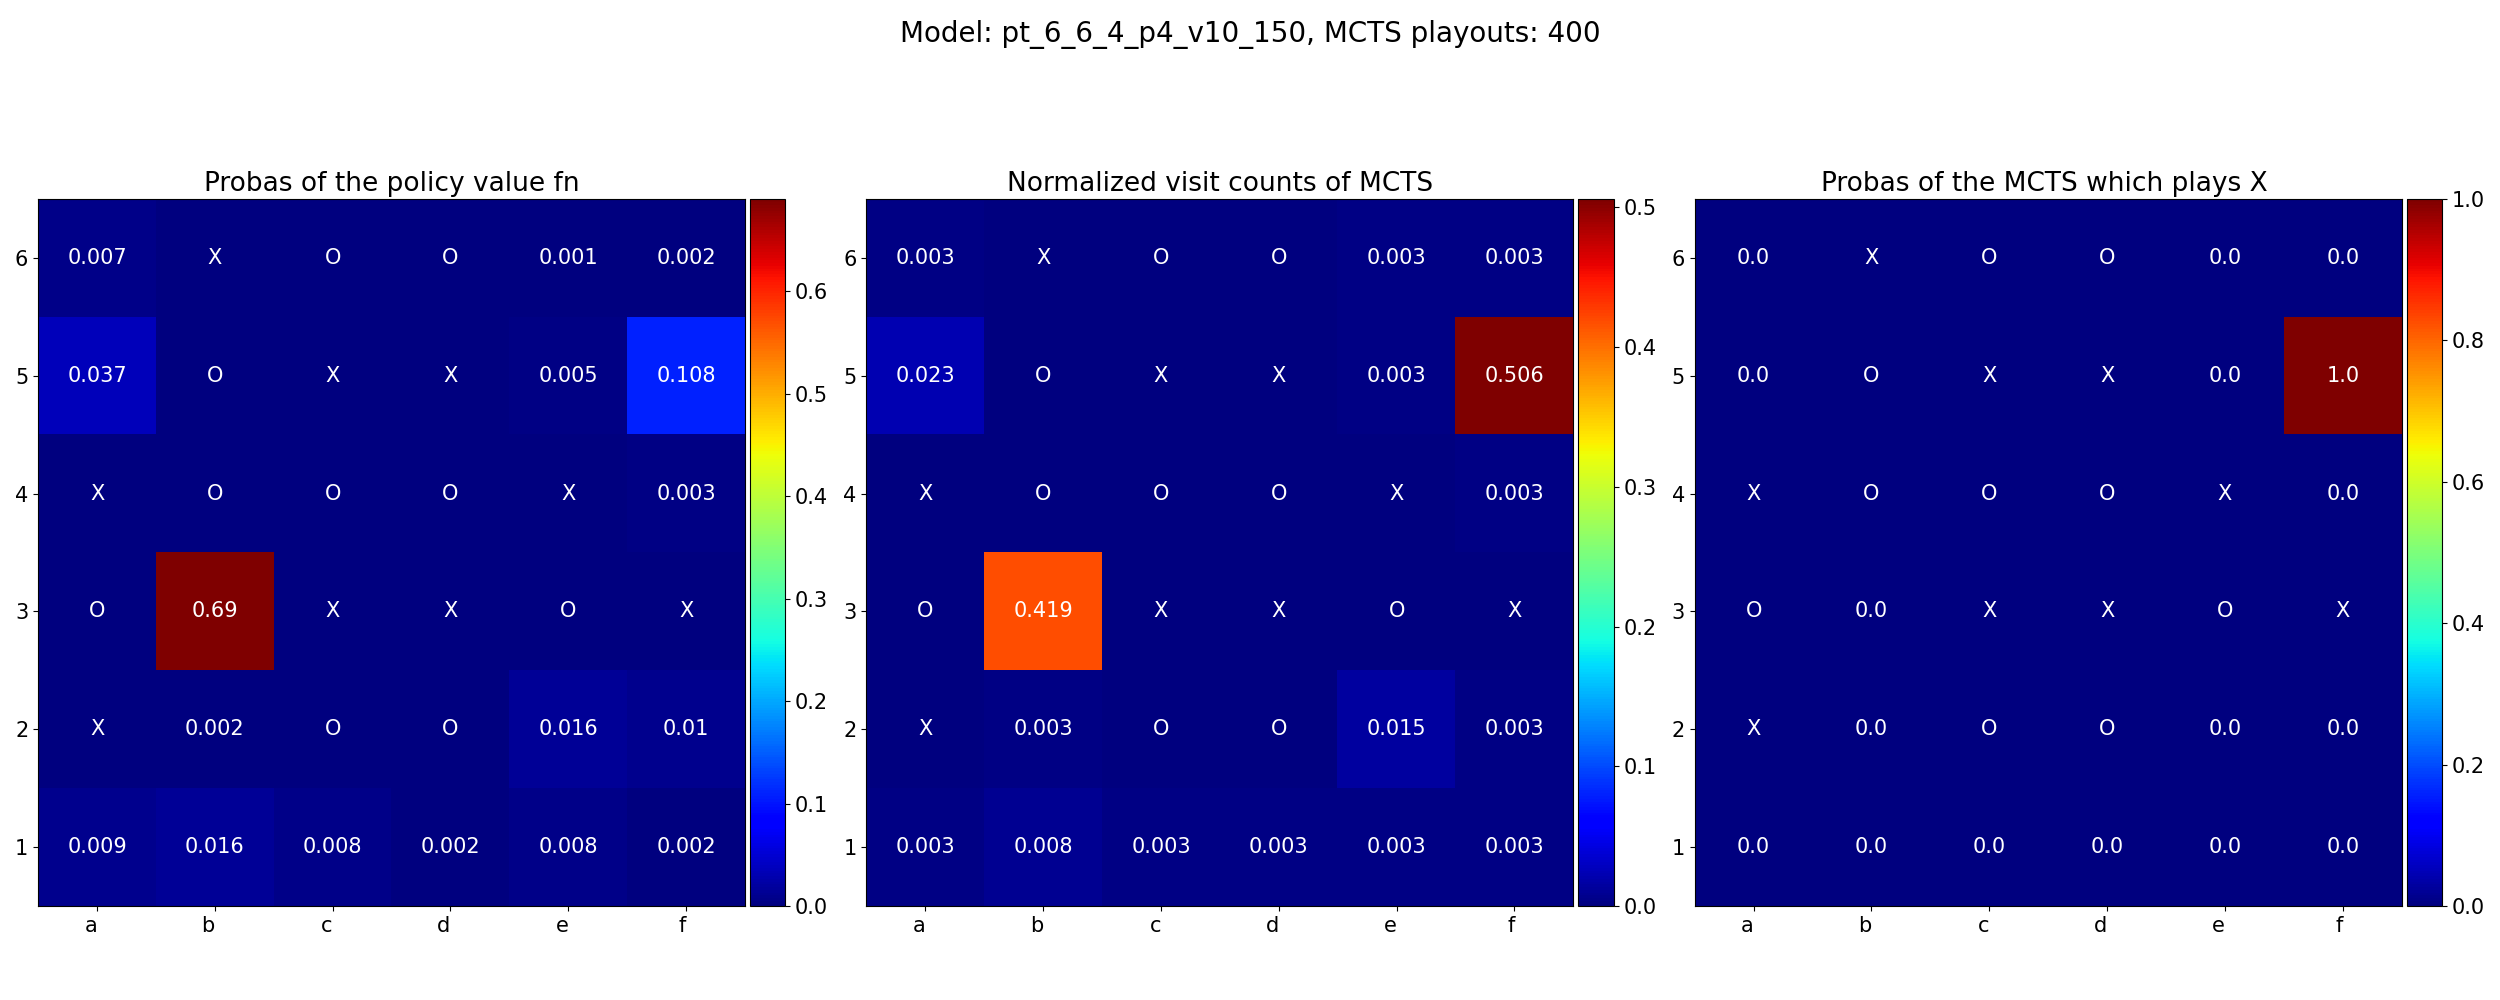 Model: pt_6_6_4_p4_v10_150, MCTS playouts: 400
Probas of the policy value fn
6 0.007 X O O 0.001 0.002
5 0.037 O X X 0.005 0.108
4 X O O O X 0.003
3 O 0.69 X X O X
2 X 0.002 O O 0.016 0.01
1 0.009 0.016 0.008 0.002 0.008 0.002
a b c d e f
0.6
0.5
0.4
0.3
0.2
0.1
0.0
Normalized visit counts of MCTS
6 0.003 X O O 0.003 0.003
5 0.023 O X X 0.003 0.506
4 X O O O X 0.003
3 O 0.419 X X O X
2 X 0.003 O O 0.015 0.003
1 0.003 0.008 0.003 0.003 0.003 0.003
a b c d e f
0.5
0.4
0.3
0.2
0.1
0.0
Probas of the MCTS which plays X
6 0.0 X O O 0.0 0.0
5 0.0 O X X 0.0 1.0
4 X O O O X 0.0
3 O 0.0 X X O X
2 X 0.0 O O 0.0 0.0
1 0.0 0.0 0.0 0.0 0.0 0.0
a b c d e f
1.0
0.8
0.6
0.4
0.2
0.0